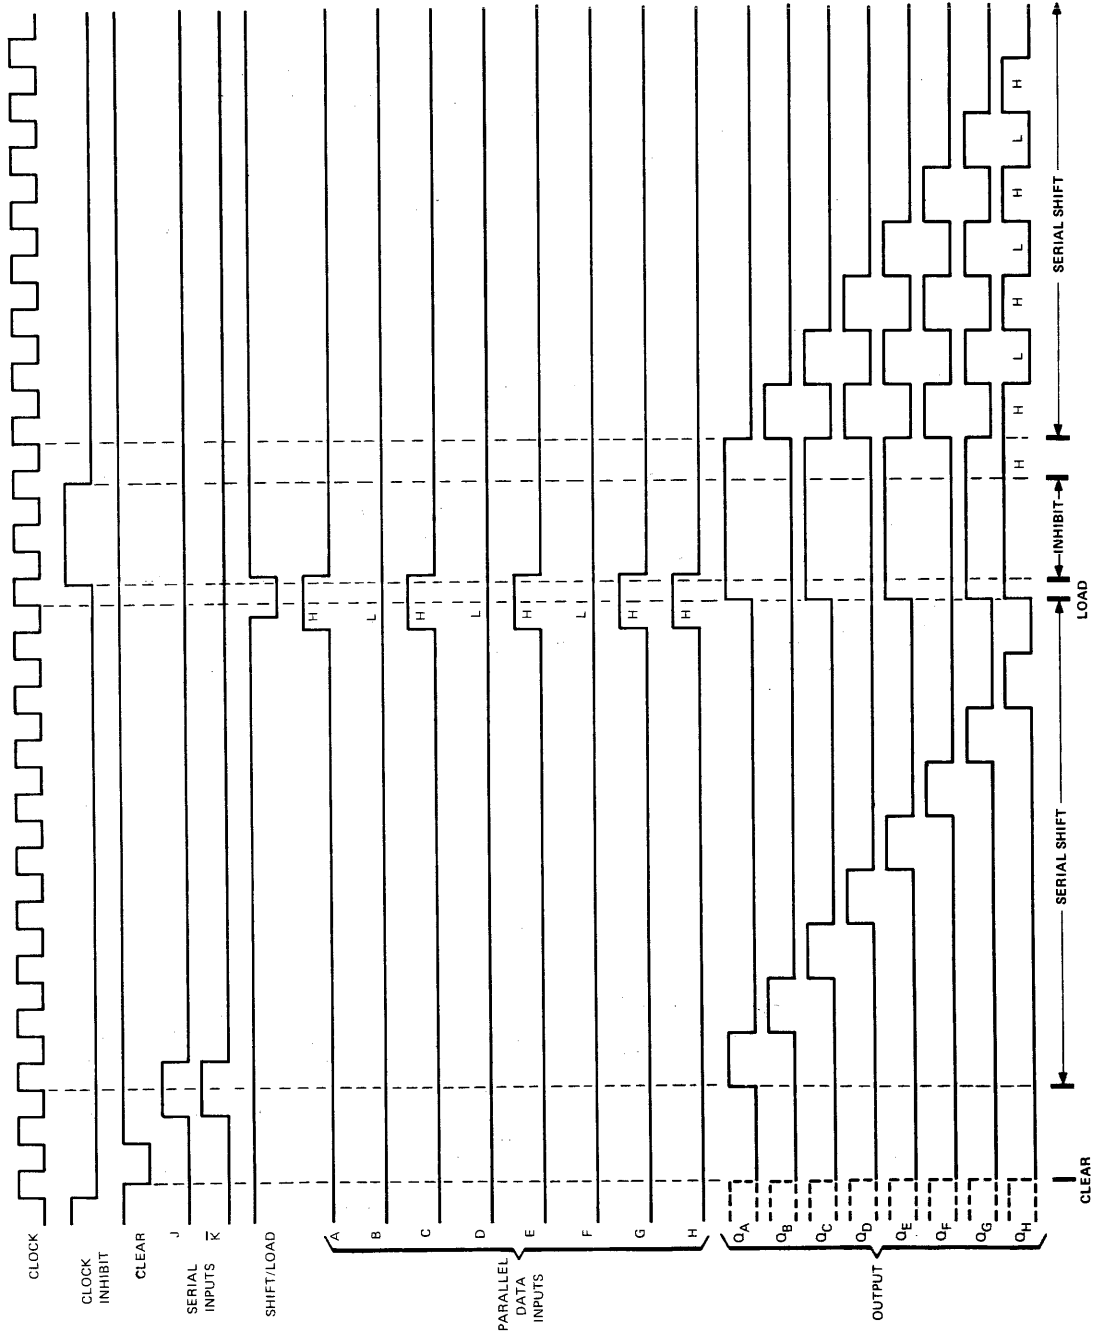 CLOCK
CLOCK
INHIBIT
CLEAR
SERIAL
INPUTS
J
K̅
SHIFT/LOAD
PARALLEL
DATA
INPUTS
A
B L
C H
D L
E H
F L
G H
H H
H
OUTPUT
QA
QB
QC
QD
QE
QF
QG
QH
H H L H L H L H
CLEAR
SERIAL SHIFT
LOAD
INHIBIT
SERIAL SHIFT